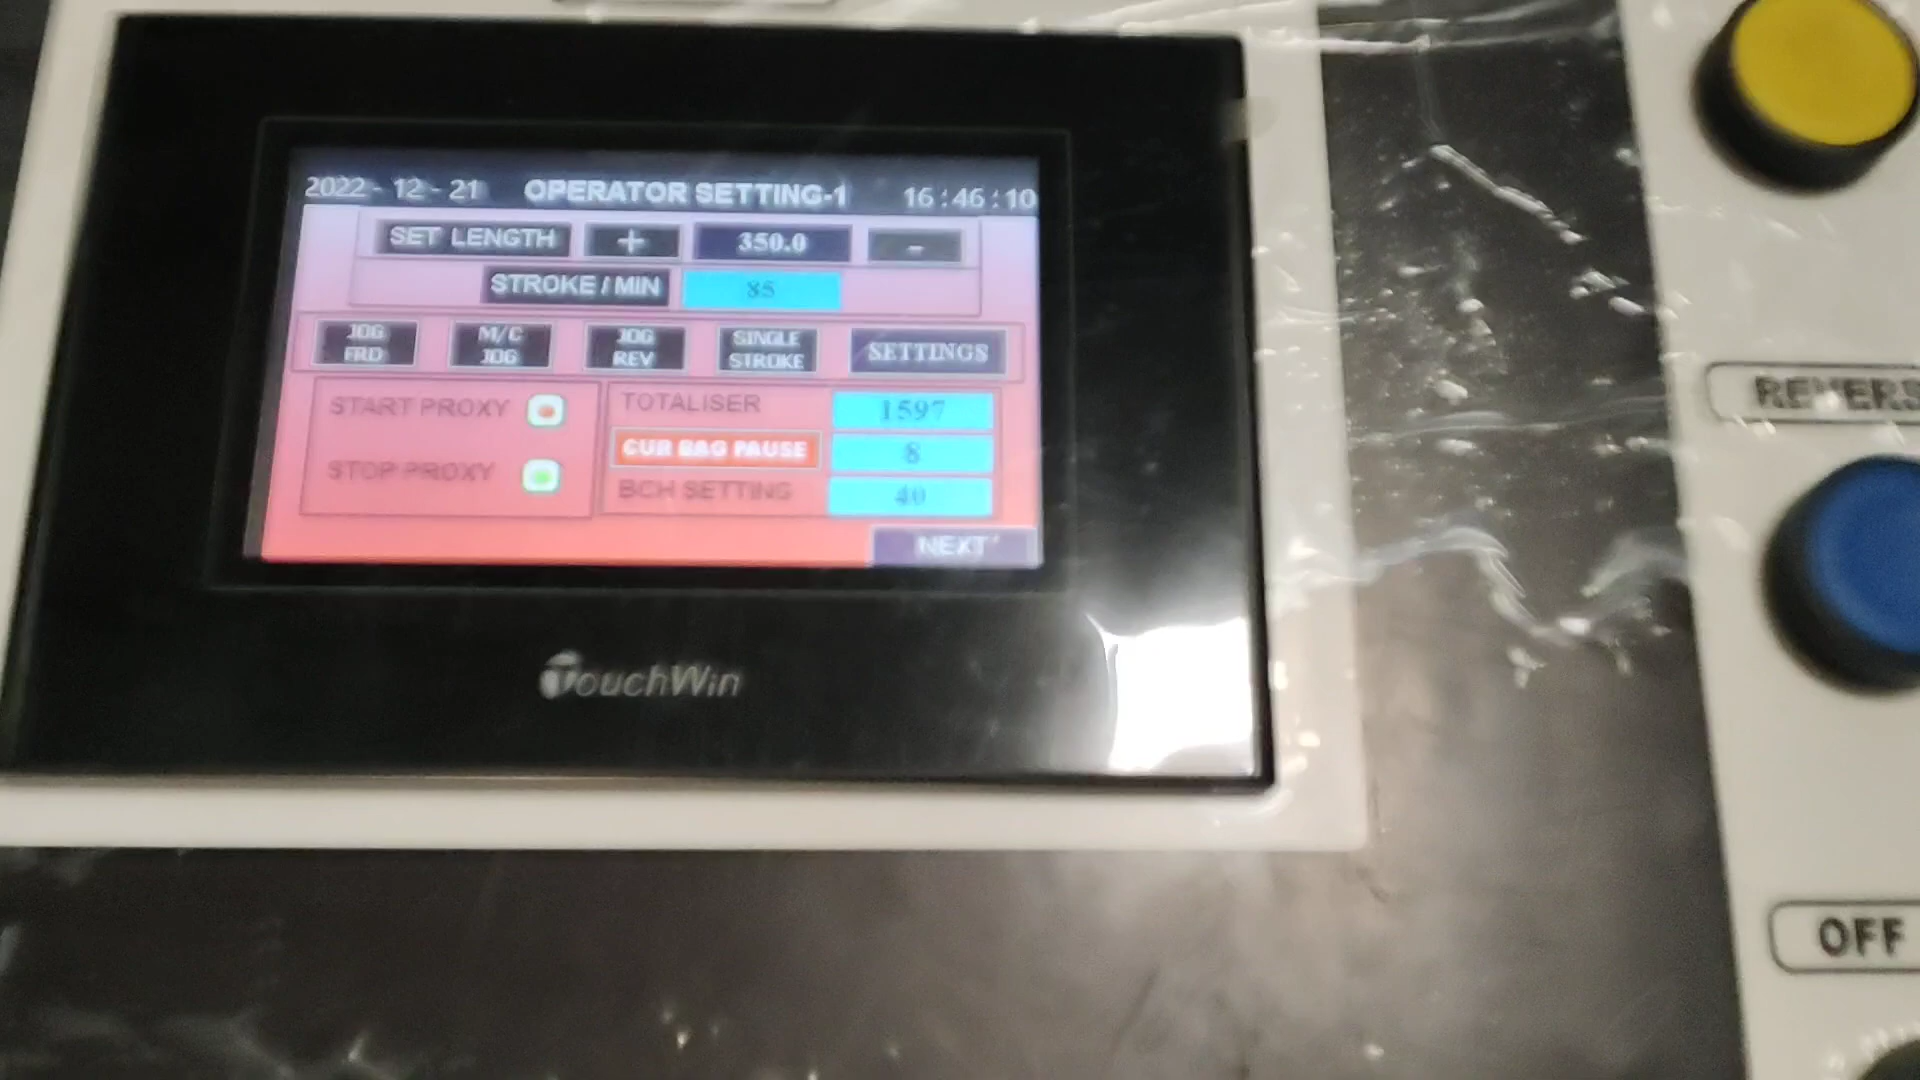 2022 - 12 - 21 OPERATOR SETTING-1 16:46:10
SET LENGTH + 350.0 -
STROKE / MIN 85
JOG FRD
M/C JOG
JOG REV
SINGLE STROKE
SETTINGS
START PROXY
STOP PROXY
TOTALISER 1597
CUR BAG PAUSE 8
BCH SETTING 40
NEXT
TouchWin
REVERS
OFF